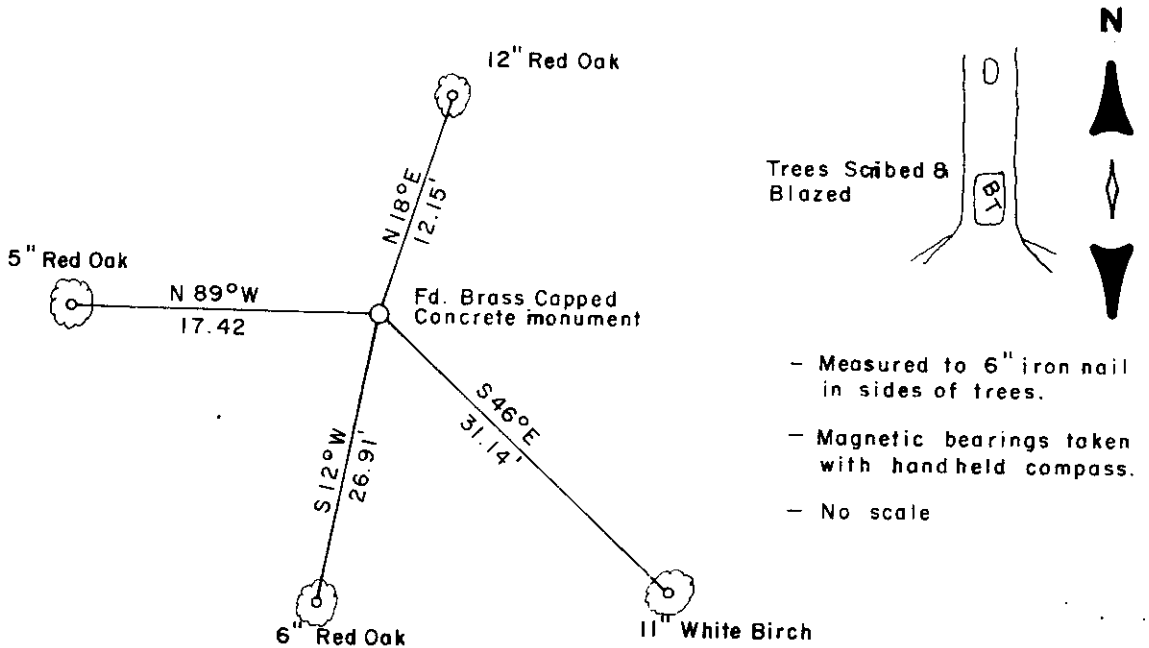 N
12" Red Oak
Trees Scribed &
Blazed
D
BT
N 18°E
12.15'
5" Red Oak
N 89°W
17.42
Fd. Brass Capped
Concrete monument
- Measured to 6" iron nail
in sides of trees.
- Magnetic bearings taken
with handheld compass.
- No scale
S 46°E
31.14'
S 12°W
26.91'
6" Red Oak
11" White Birch